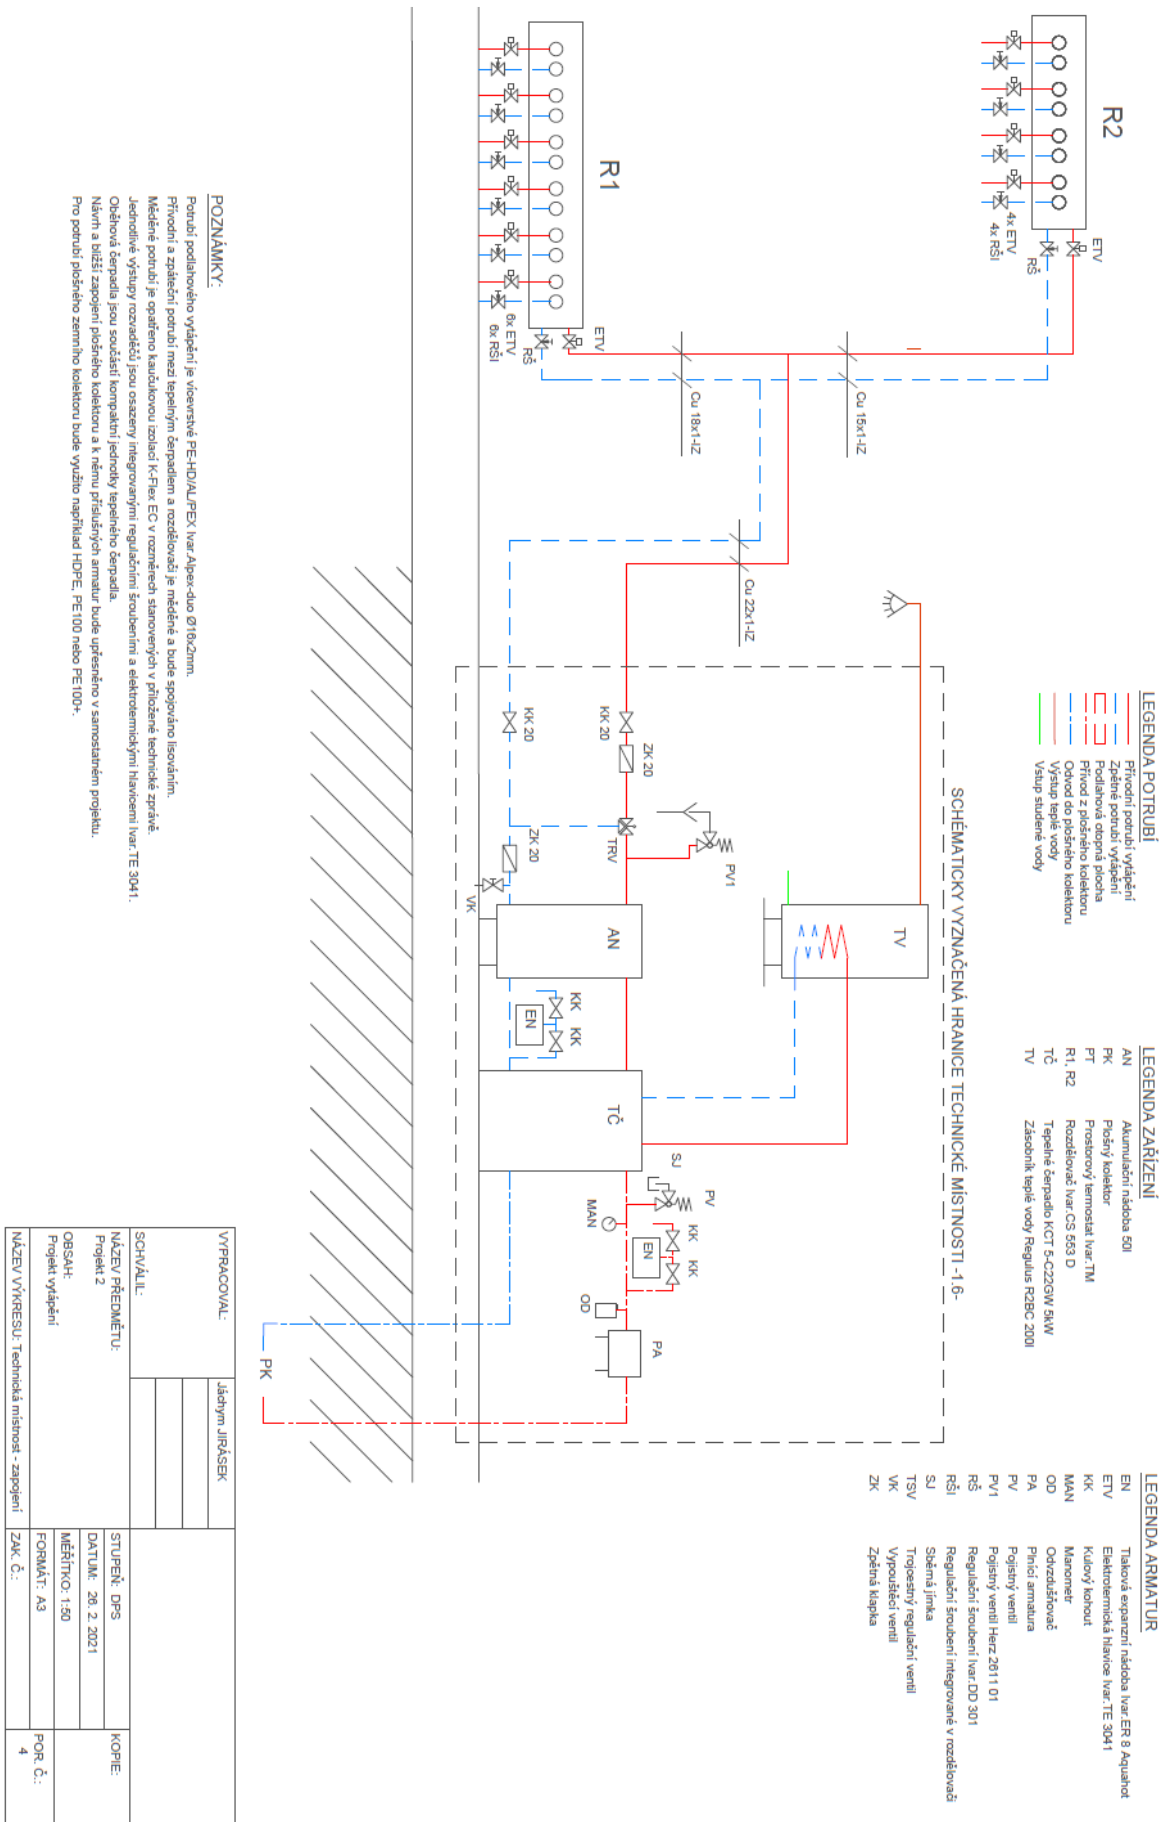 R2
ETV
RŠ
4x ETV
4x RŠI
R1
ETV
RŠ
6x ETV
6x RŠI
Cu 18x1-IZ
Cu 15x1-IZ
Cu 22x1-IZ
SCHÉMATICKY VYZNAČENÁ HRANICE TECHNICKÉ MÍSTNOSTI -1.6-
KK 20
KK 20
ZK 20
ZK 20
TRV
PV1
VK
AN
TV
KK
KK
EN
TČ
SJ
PV
MAN
KK
KK
EN
OD
PA
PK
LEGENDA POTRUBÍ
Přívodní potrubí vytápění
Zpětné potrubí vytápění
Podlahová otopná plocha
Přívod z plošného kolektoru
Odvod do plošného kolektoru
Výstup teplé vody
Vstup studené vody
LEGENDA ZAŘÍZENÍ
AN Akumulační nádoba 50l
PK Plošný kolektor
PT Prostorový termostat Ivar.TM
R1, R2 Rozdělovač Ivar.CS 553 D
TČ Tepelné čerpadlo KCT 5-C22GW 5kW
TV Zásobník teplé vody Regulus R2BC 200l
LEGENDA ARMATUR
EN Tlaková expanzní nádoba Ivar.ER 8 Aquahot
ETV Elektrotermická hlavice Ivar.TE 3041
KK Kulový kohout
MAN Manometr
OD Odvzdušňovač
PA Plnící armatura
PV Pojistný ventil
PV1 Pojistný ventil Herz 2611 01
RŠ Regulační šroubení Ivar.DD 301
RŠI Regulační šroubení integrované v rozdělovači
SJ Sběrná jímka
TSV Trojcestný regulační ventil
VK Vypouštěcí ventil
ZK Zpětná klapka
POZNÁMKY:
Potrubí podlahového vytápění je vícevrstvé PE-HD/AL/PEX Ivar.Alpex-duo Ø16x2mm.
Přívodní a zpáteční potrubí mezi tepelným čerpadlem a rozdělovači je měděné a bude spojováno lisováním.
Měděné potrubí je opatřeno kaučukovou izolací K-Flex EC v rozměrech stanovených v přiložené technické zprávě.
Jednotlivé výstupy rozvaděčů jsou osazeny integrovanými regulačními šroubeními a elektrotermickými hlavicemi Ivar.TE 3041.
Oběhová čerpadla jsou součástí kompaktní jednotky tepelného čerpadla.
Návrh a bližší zapojení plošného kolektoru a k němu příslušných armatur bude upřesněno v samostatném projektu.
Pro potrubí plošného zemního kolektoru bude využito například HDPE, PE100 nebo PE100+.
VYPRACOVAL: Jáchym JIRÁSEK
SCHVÁLIL:
NÁZEV PŘEDMĚTU:
Projekt 2
OBSAH:
Projekt vytápění
NÁZEV VÝKRESU: Technická místnost - zapojení
STUPEŇ: DPS
DATUM: 26. 2. 2021
MĚŘÍTKO: 1:50
FORMÁT: A3
ZAK. Č.:
KOPIE:
POR. Č.:
4